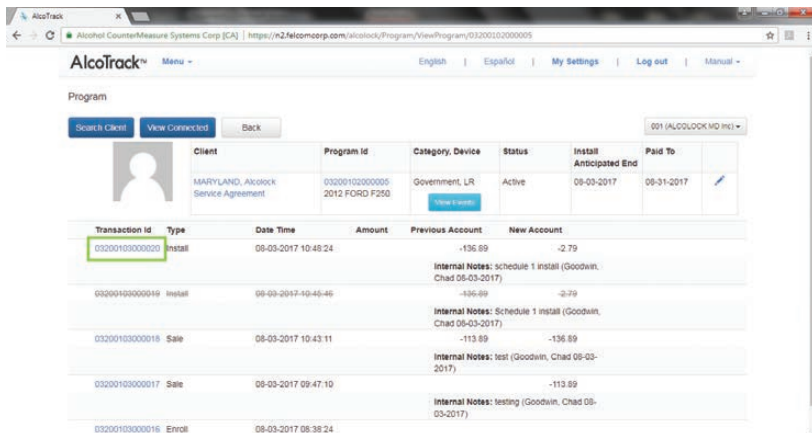 AlcoTrack
Alcohol CounterMeasure Systems Corp [CA] | https://n2.felcomcorp.com/alcolock/Program/ViewProgram/03200102000005
AlcoTrack™ Menu English | Español | My Settings | Log out | Manual
Program
Search Client View Connected Back 001 (ALCOLOCK MD Inc)
Client Program Id Category, Device Status Install Paid To
Anticipated End
MARYLAND, Alcolock 03200102000005 Government, LR Active 08-03-2017 08-31-2017
Service Agreement 2012 FORD F250 View Events
Transaction Id Type Date Time Amount Previous Account New Account
03200103000020 Install 08-03-2017 10:48:24 -136.89 -2.79
Internal Notes: schedule 1 install (Goodwin,
Chad 08-03-2017)
03200103000019 Install 08-03-2017 10:45:46 -136.89 -2.79
Internal Notes: Schedule 1 install (Goodwin,
Chad 08-03-2017)
03200103000018 Sale 08-03-2017 10:43:11 -113.89 -136.89
Internal Notes: test (Goodwin, Chad 08-03-
2017)
03200103000017 Sale 08-03-2017 09:47:10 -113.89
Internal Notes: testing (Goodwin, Chad 08-
03-2017)
03200103000016 Enroll 08-03-2017 08:38:24